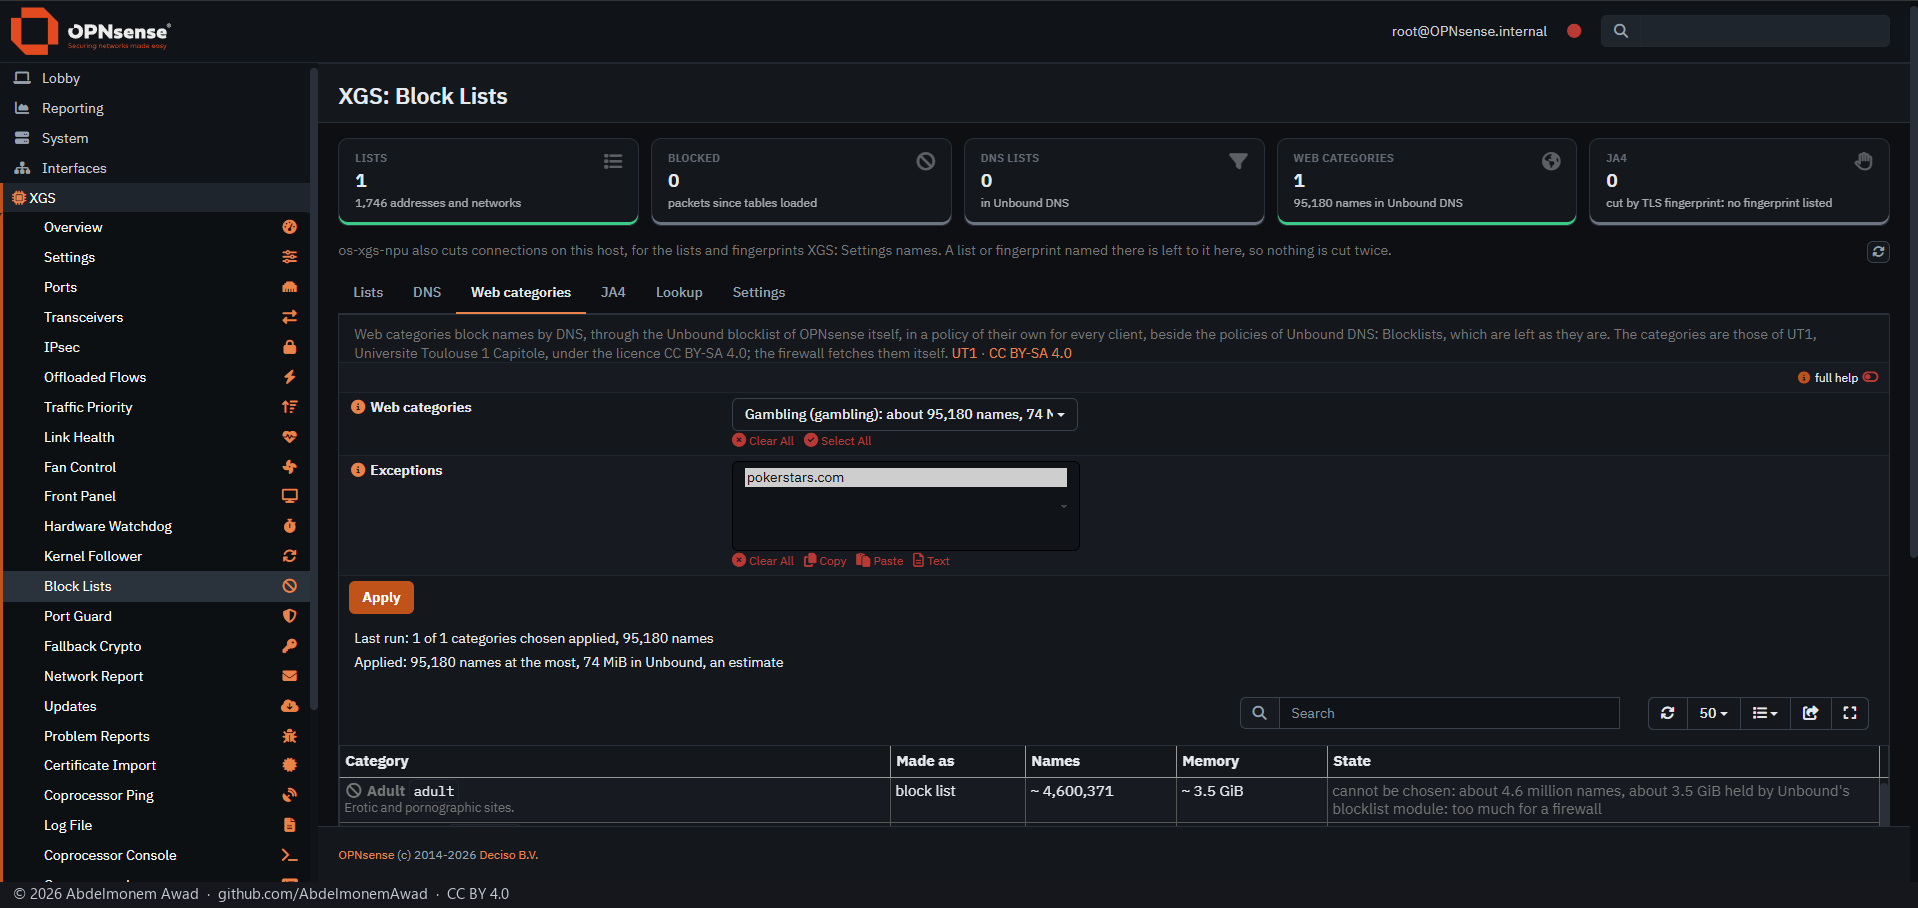 OPNsense
Securing networks made easy
root@OPNsense.internal
Lobby
Reporting
System
Interfaces
XGS
Overview
Settings
Ports
Transceivers
IPsec
Offloaded Flows
Traffic Priority
Link Health
Fan Control
Front Panel
Hardware Watchdog
Kernel Follower
Block Lists
Port Guard
Fallback Crypto
Network Report
Updates
Problem Reports
Certificate Import
Coprocessor Ping
Log File
Coprocessor Console
XGS: Block Lists
LISTS
1
1,746 addresses and networks
BLOCKED
0
packets since tables loaded
DNS LISTS
0
in Unbound DNS
WEB CATEGORIES
1
95,180 names in Unbound DNS
JA4
0
cut by TLS fingerprint: no fingerprint listed
os-xgs-npu also cuts connections on this host, for the lists and fingerprints XGS: Settings names. A list or fingerprint named there is left to it here, so nothing is cut twice.
Lists DNS Web categories JA4 Lookup Settings
Web categories block names by DNS, through the Unbound blocklist of OPNsense itself, in a policy of their own for every client, beside the policies of Unbound DNS: Blocklists, which are left as they are. The categories are those of UT1,
Universite Toulouse 1 Capitole, under the licence CC BY-SA 4.0; the firewall fetches them itself. UT1 · CC BY-SA 4.0
full help
Web categories
Gambling (gambling): about 95,180 names, 74
Clear All Select All
Exceptions
pokerstars.com
Clear All Copy Paste Text
Apply
Last run: 1 of 1 categories chosen applied, 95,180 names
Applied: 95,180 names at the most, 74 MiB in Unbound, an estimate
Search
50
Category Made as Names Memory State
Adult adult block list ~ 4,600,371 ~ 3.5 GiB cannot be chosen: about 4.6 million names, about 3.5 GiB held by Unbound's
Erotic and pornographic sites. blocklist module: too much for a firewall
OPNsense (c) 2014-2026 Deciso B.V.
© 2026 Abdelmonem Awad · github.com/AbdelmonemAwad · CC BY 4.0